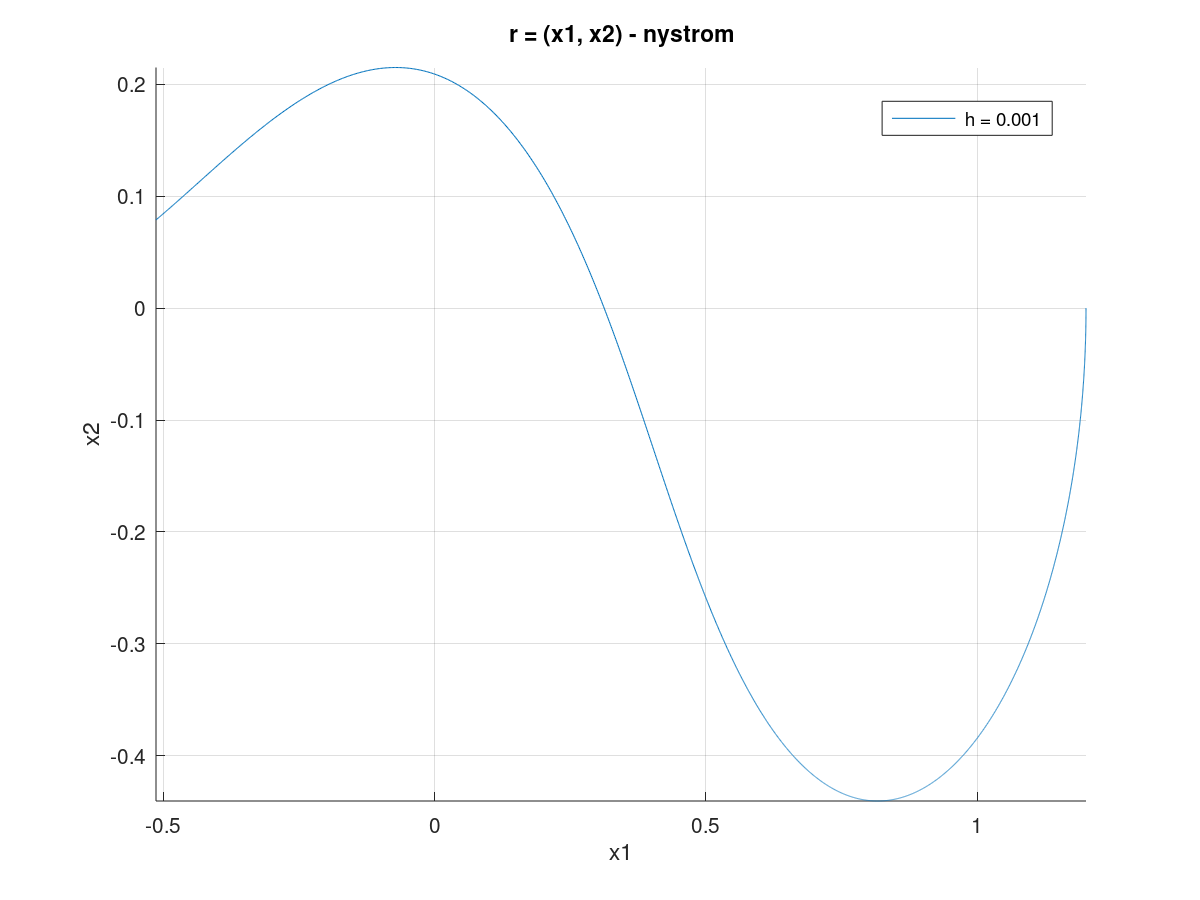 r = (x1, x2) - nystrom
h = 0.001
0.2
0.1
0
-0.1
-0.2
-0.3
-0.4
x2
-0.5 0 0.5 1
x1